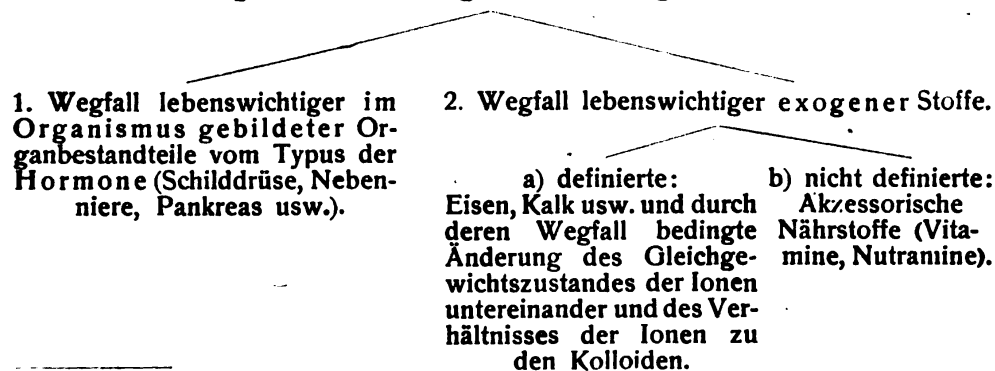 1. Wegfall lebenswichtiger im
Organismus gebildeter Or-
ganbestandteile vom Typus der
Hormone (Schilddrüse, Neben-
niere, Pankreas usw.).
2. Wegfall lebenswichtiger exogener Stoffe.
a) definierte:
Eisen, Kalk usw. und durch
deren Wegfall bedingte
Änderung des Gleichge-
wichtszustandes der Ionen
untereinander und des Ver-
hältnisses der Ionen zu
den Kolloiden.
b) nicht definierte:
Akzessorische
Nährstoffe (Vita-
mine, Nutramine).